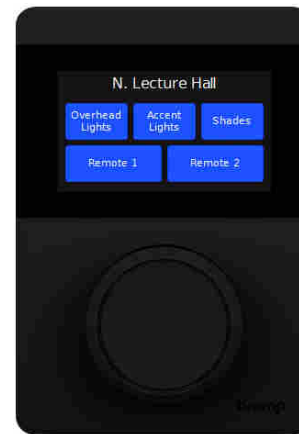 N. Lecture Hall
Overhead
Lights
Accent
Lights
Shades
Remote 1
Remote 2